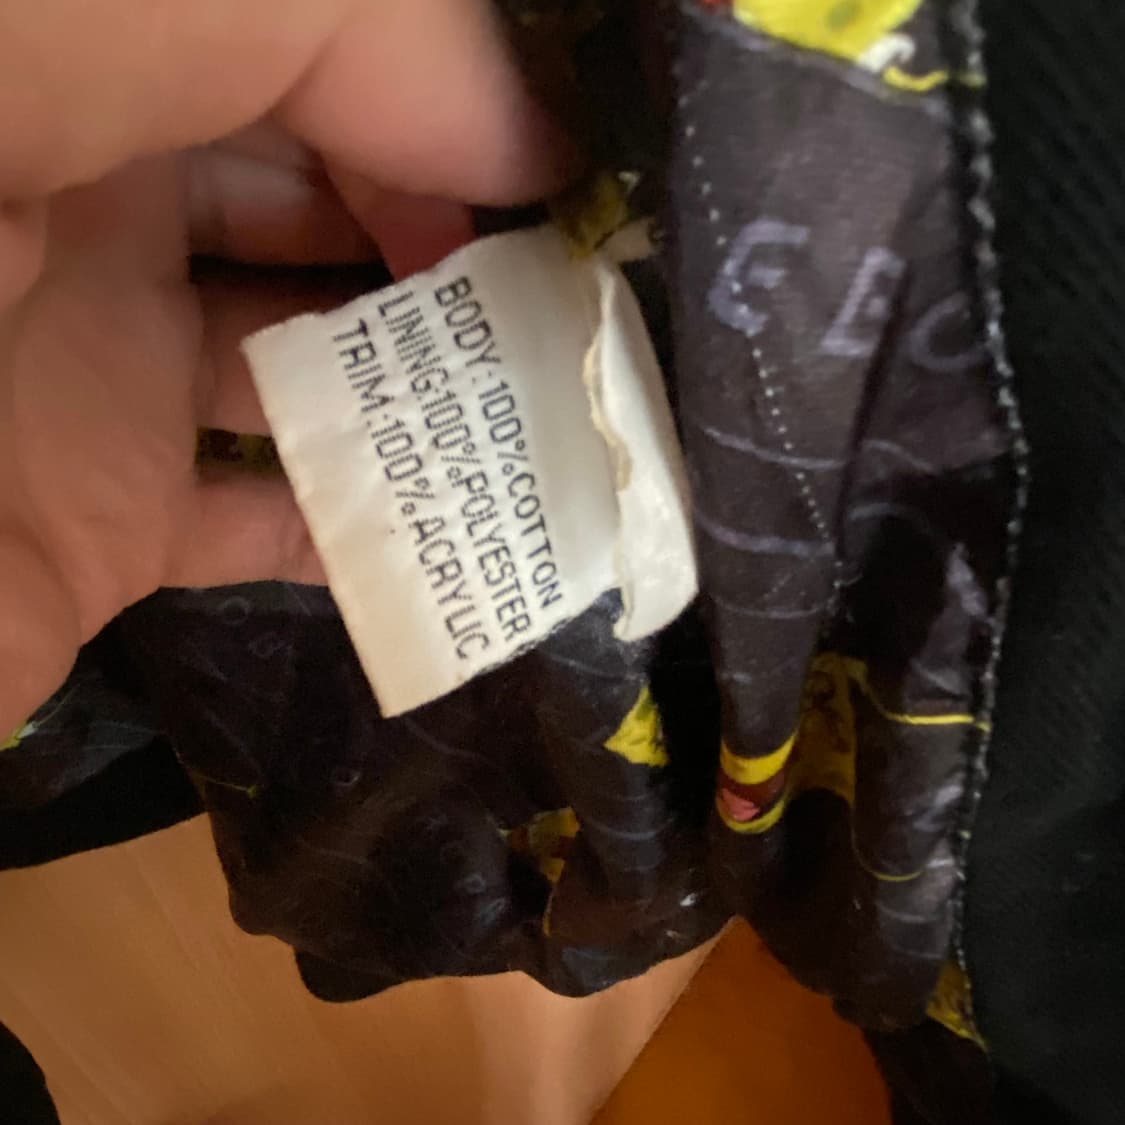 BODY:100%COTTON
LINING:100%POLYESTER
TRIM:100%ACRYLIC